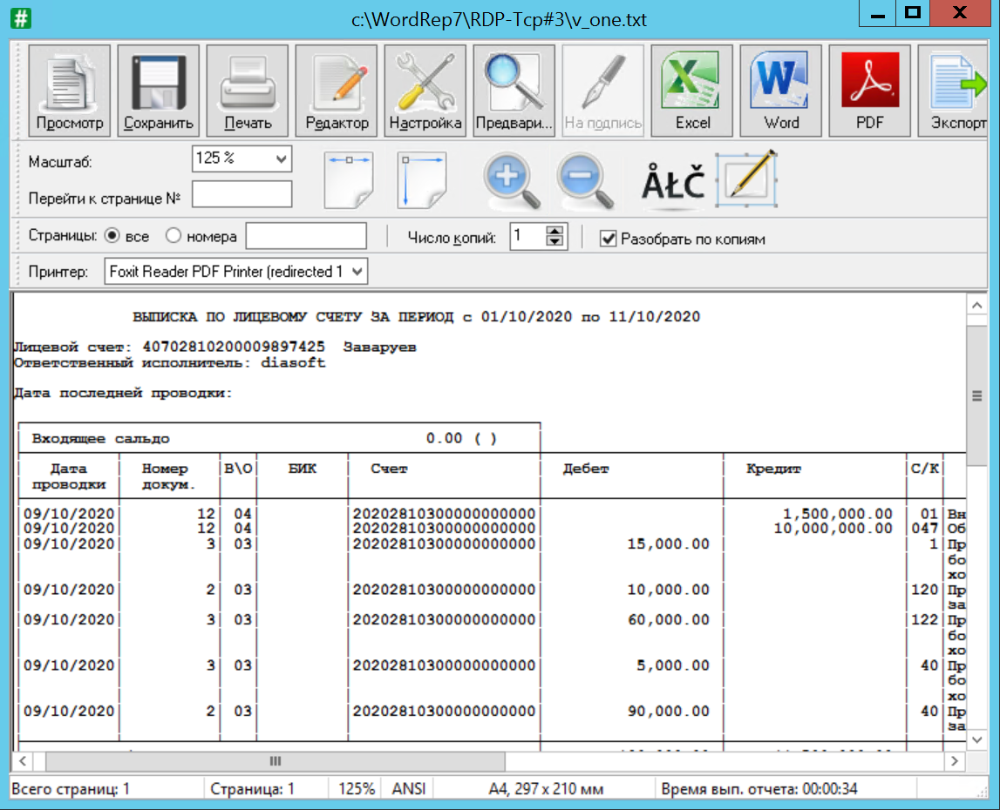 c:\WordRep7\RDP-Tcp#3\v_one.txt
Просмотр Сохранить Печать Редактор Настройка Предвари... На подпись Excel Word PDF Экспорт
Масштаб: 125 %
ÅŁČ
Перейти к странице №
Страницы: все номера Число копий: 1 Разобрать по копиям
Принтер: Foxit Reader PDF Printer (redirected 1
ВЫПИСКА ПО ЛИЦЕВОМУ СЧЕТУ ЗА ПЕРИОД с 01/10/2020 по 11/10/2020
Лицевой счет: 40702810200009897425 Заваруев
Ответственный исполнитель: diasoft
Дата последней проводки:
Входящее сальдо 0.00 ( )
Дата Номер В\О БИК Счет Дебет Кредит С/К
проводки докум.
09/10/2020 12 04 20202810300000000000 1,500,000.00 01 Вн
09/10/2020 12 04 20202810300000000000 10,000,000.00 047 Об
09/10/2020 3 03 20202810300000000000 15,000.00 1 Пр
бо
хо
09/10/2020 2 03 20202810300000000000 10,000.00 120 Пр
за
09/10/2020 3 03 20202810300000000000 60,000.00 122 Пр
бо
хо
09/10/2020 3 03 20202810300000000000 5,000.00 40 Пр
бо
хо
09/10/2020 2 03 20202810300000000000 90,000.00 40 Пр
за
Всего страниц: 1 Страница: 1 125% ANSI A4, 297 x 210 мм Время вып. отчета: 00:00:34